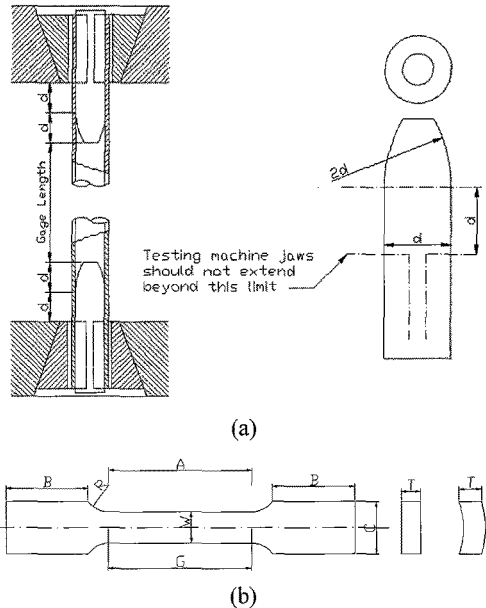 d
d
Gage Length
d
d
2d
d
d
Testing machine jaws
should not extend
beyond this limit
(a)
B
R
A
W
G
B
C
T
T
(b)